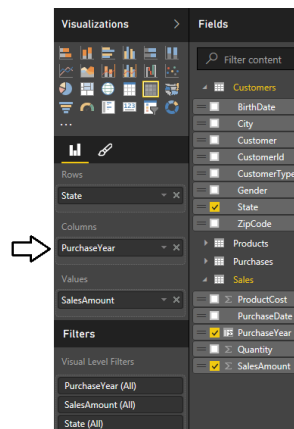 Visualizations
Fields
...
Rows
State
Columns
PurchaseYear
Values
SalesAmount
Filters
Visual Level Filters
PurchaseYear (All)
SalesAmount (All)
State (All)
Filter content
Customers
BirthDate
City
Customer
CustomerId
CustomerType
Gender
State
ZipCode
Products
Purchases
Sales
Σ ProductCost
PurchaseDate
PurchaseYear
Σ Quantity
Σ SalesAmount